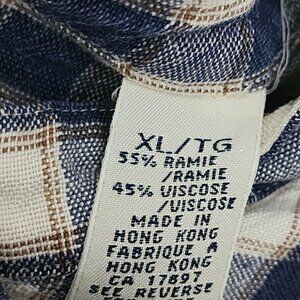 XL/TG
55% RAMIE
/RAMIE
45% VISCOSE
/VISCOSE
MADE IN
HONG KONG
FABRIQUE A
HONG KONG
CA 17897
SEE REVERSE